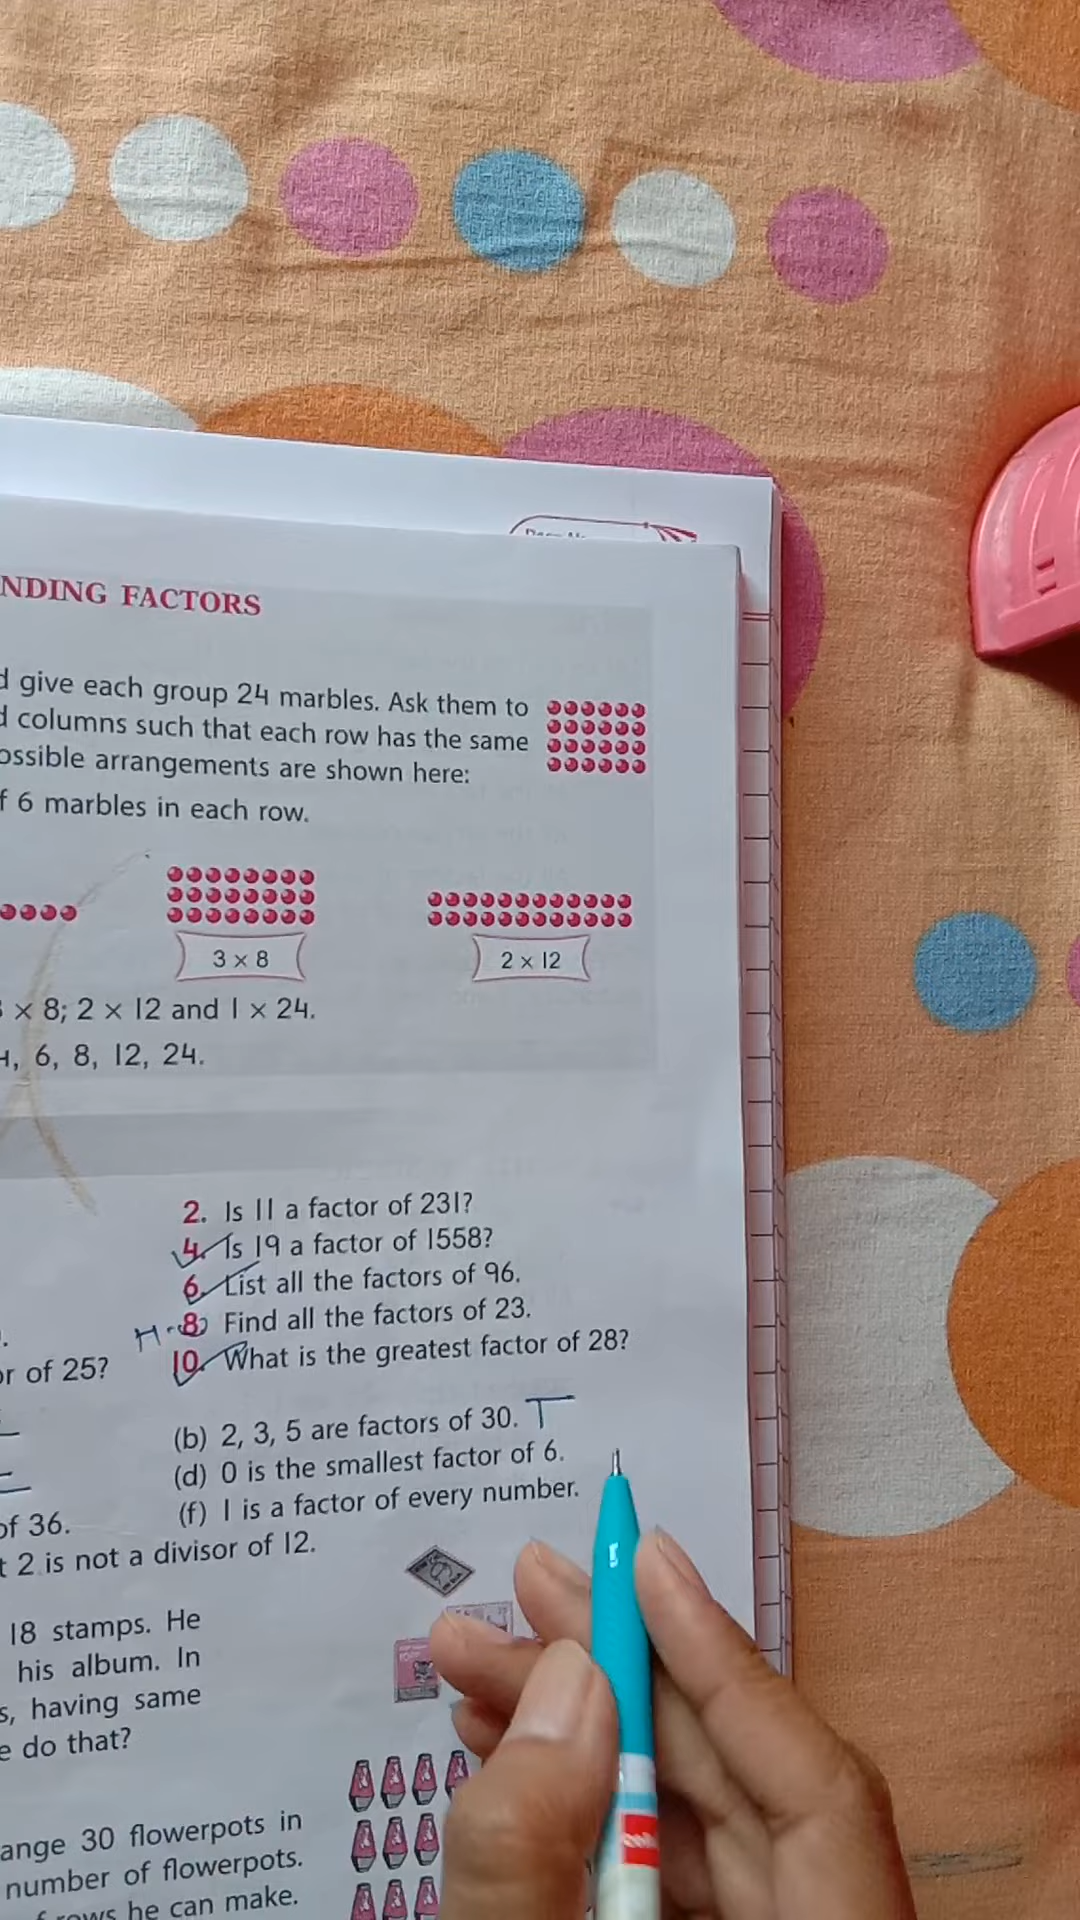 NDING FACTORS
give each group 24 marbles. Ask them to
columns such that each row has the same
ossible arrangements are shown here:
f 6 marbles in each row.
3 × 8
2 × 12
× 8; 2 × 12 and 1 × 24.
, 6, 8, 12, 24.
2. Is 11 a factor of 231?
4. Is 19 a factor of 1558?
6. List all the factors of 96.
8. Find all the factors of 23.
or of 25?
10. What is the greatest factor of 28?
(b) 2, 3, 5 are factors of 30. T
(d) 0 is the smallest factor of 6.
(f) 1 is a factor of every number.
of 36.
t 2 is not a divisor of 12.
18 stamps. He
his album. In
s, having same
e do that?
ange 30 flowerpots in
number of flowerpots.
rows he can make.